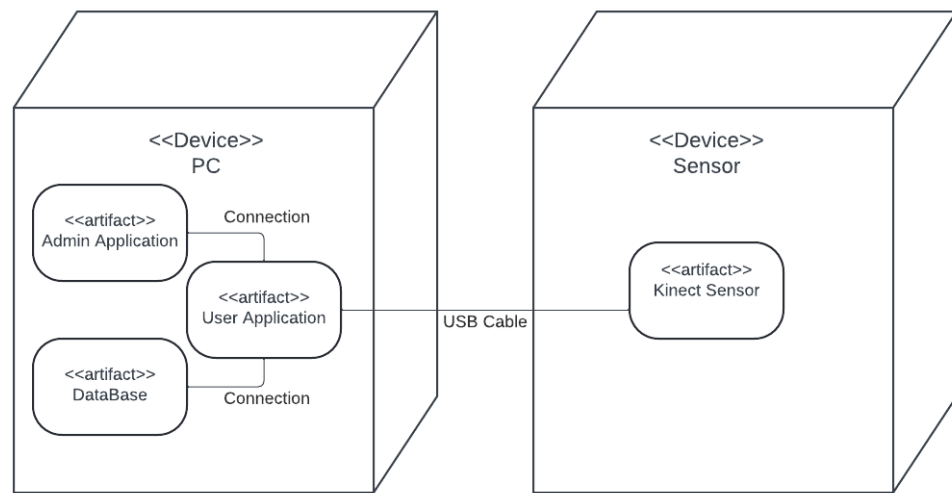 <<Device>>
PC
<<artifact>>
Admin Application
Connection
<<artifact>>
User Application
<<artifact>>
DataBase
Connection
USB Cable
<<Device>>
Sensor
<<artifact>>
Kinect Sensor